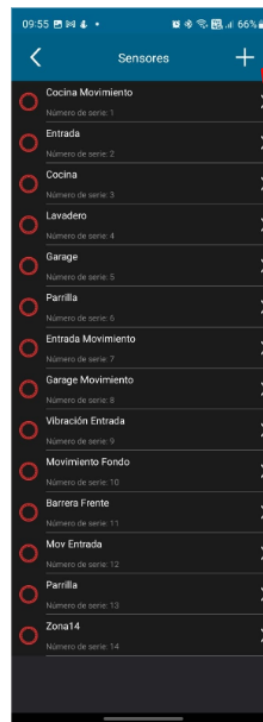 09:55 66%
Sensores
Cocina Movimiento
Número de serie: 1
Entrada
Número de serie: 2
Cocina
Número de serie: 3
Lavadero
Número de serie: 4
Garage
Número de serie: 5
Parrilla
Número de serie: 6
Entrada Movimiento
Número de serie: 7
Garage Movimiento
Número de serie: 8
Vibración Entrada
Número de serie: 9
Movimiento Fondo
Número de serie: 10
Barrera Frente
Número de serie: 11
Mov Entrada
Número de serie: 12
Parrilla
Número de serie: 13
Zona14
Número de serie: 14